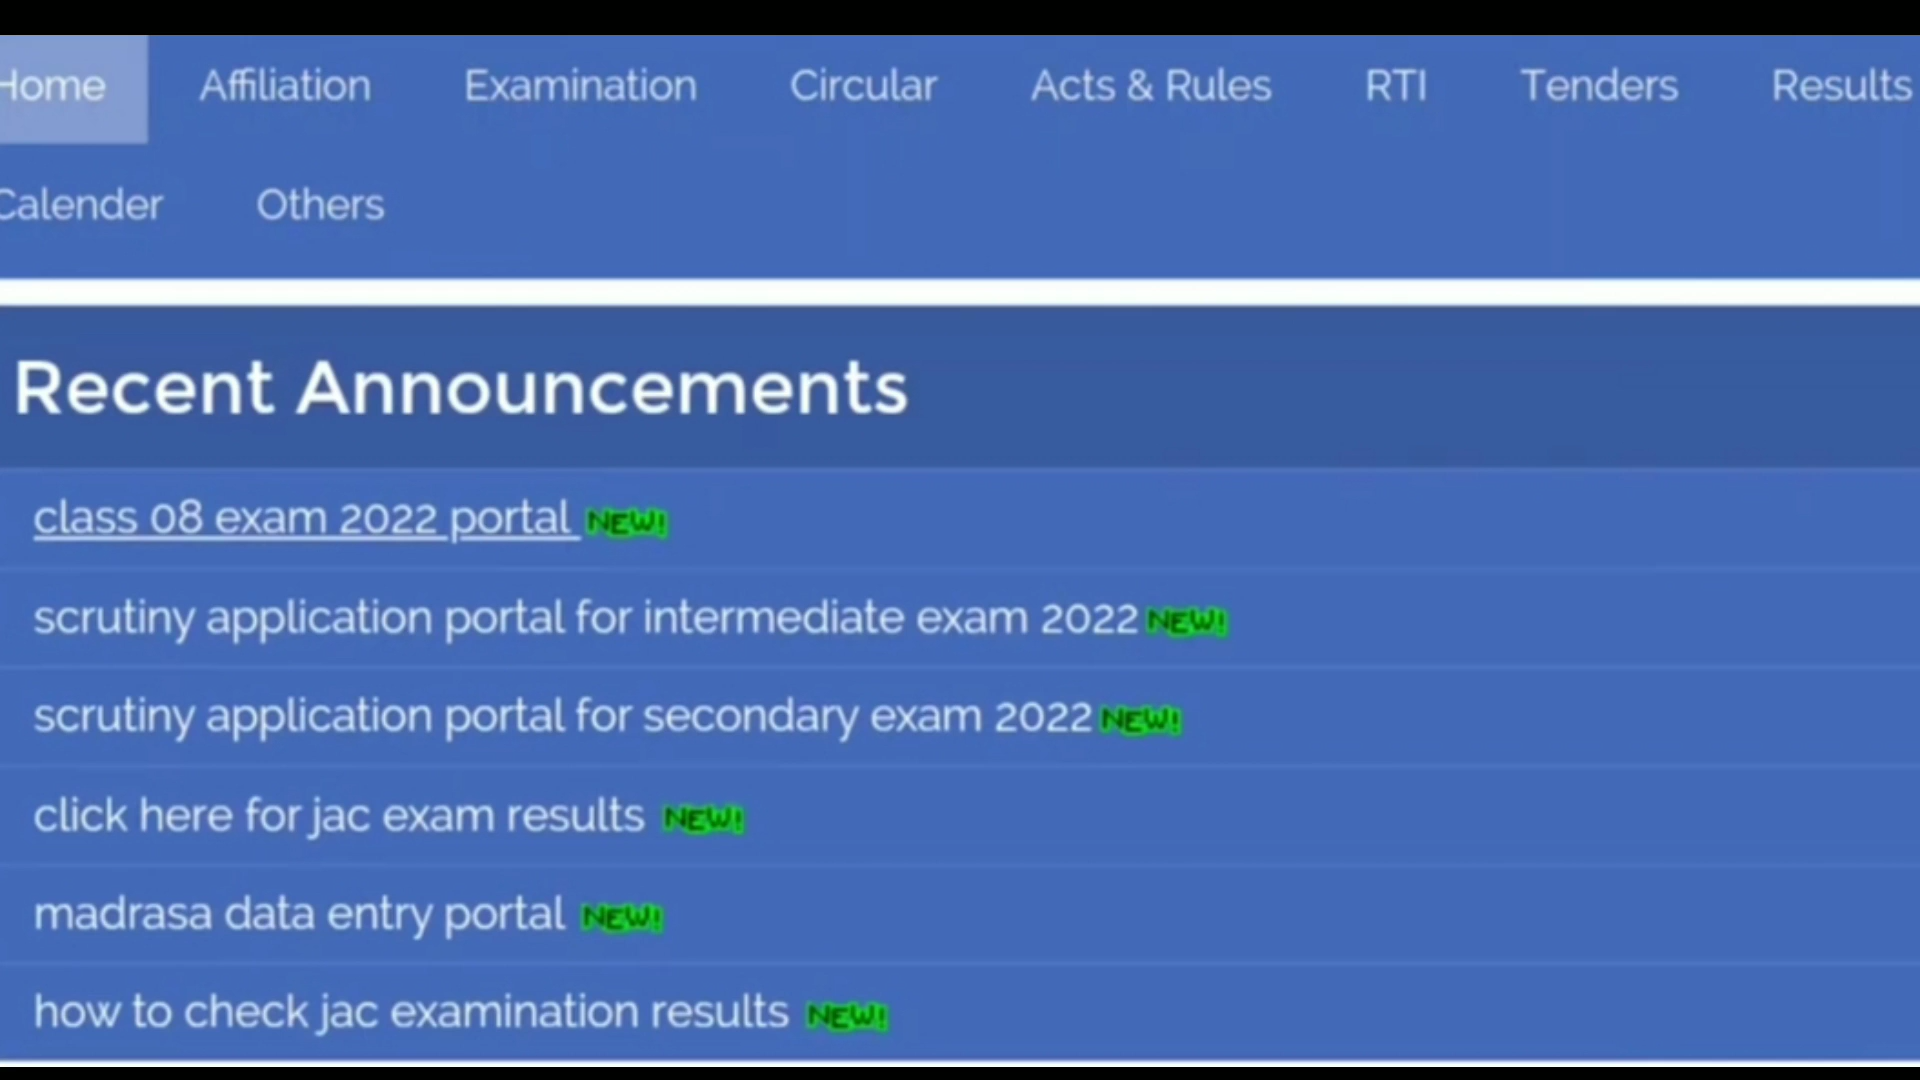 Home Affiliation Examination Circular Acts & Rules RTI Tenders Results
Calender Others
Recent Announcements
class 08 exam 2022 portal NEW!
scrutiny application portal for intermediate exam 2022 NEW!
scrutiny application portal for secondary exam 2022 NEW!
click here for jac exam results NEW!
madrasa data entry portal NEW!
how to check jac examination results NEW!